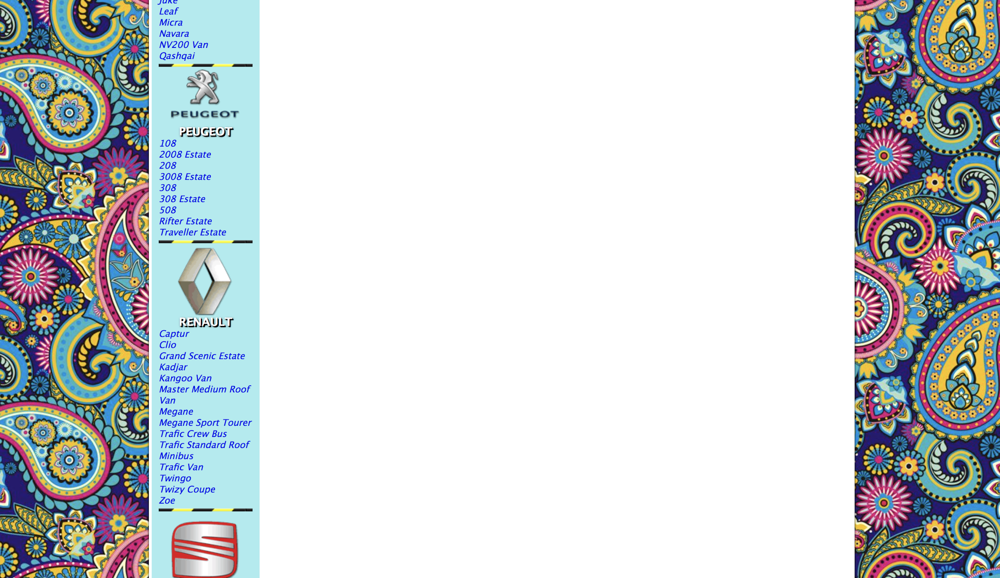 Juke
Leaf
Micra
Navara
NV200 Van
Qashqai
PEUGEOT
PEUGEOT
108
2008 Estate
208
3008 Estate
308
308 Estate
508
Rifter Estate
Traveller Estate
RENAULT
Captur
Clio
Grand Scenic Estate
Kadjar
Kangoo Van
Master Medium Roof
Van
Megane
Megane Sport Tourer
Trafic Crew Bus
Trafic Standard Roof
Minibus
Trafic Van
Twingo
Twizy Coupe
Zoe